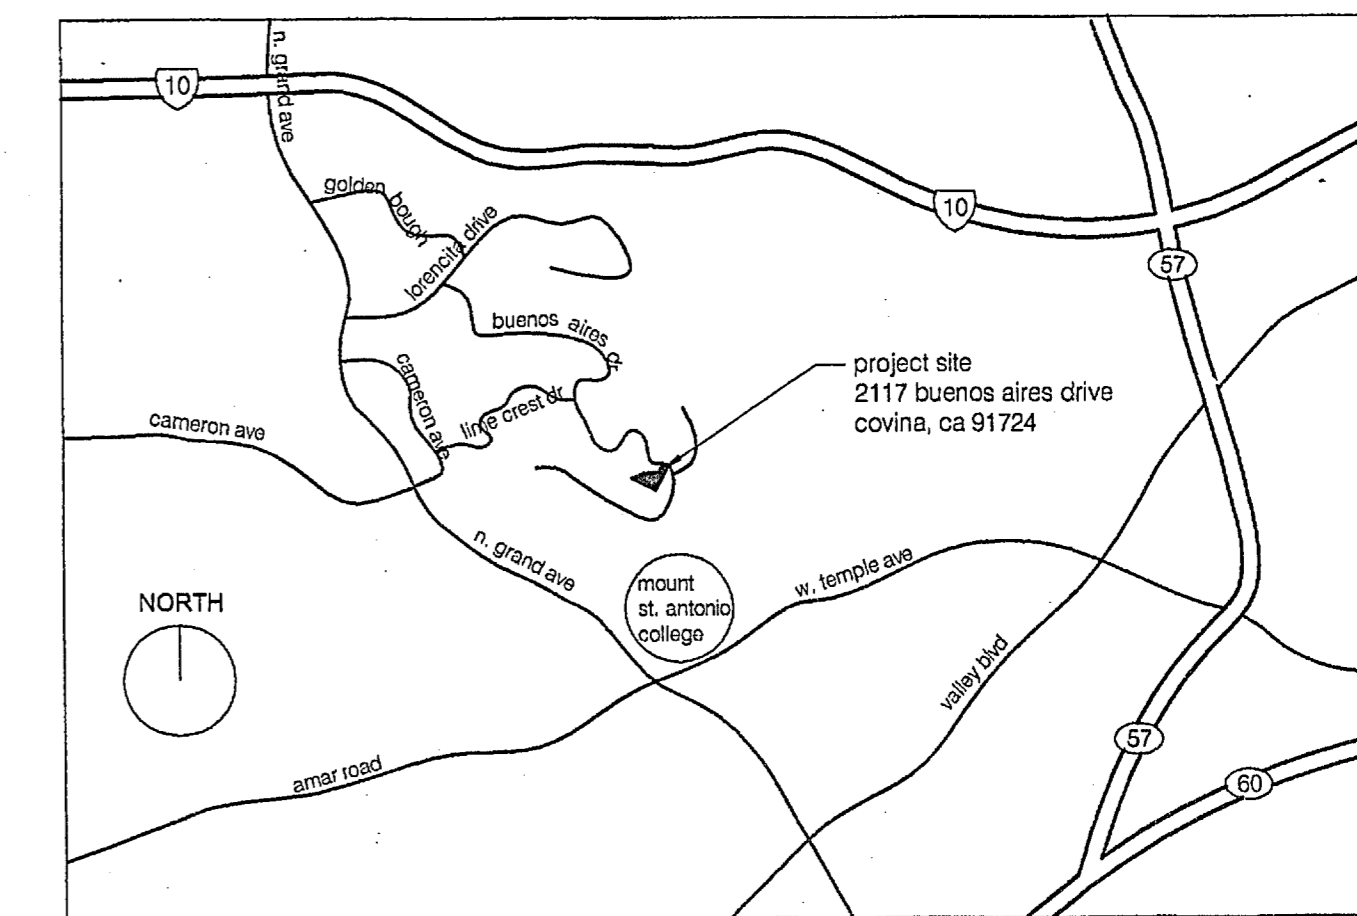 n. grand ave
10
golden bough
lorencita drive
10
57
buenos aires dr.
project site
2117 buenos aires drive
covina, ca 91724
cameron ave
lime crest dr
cameron ave
n. grand ave
w. temple ave
mount
st. antonio
college
NORTH
valley blvd
57
60
amar road